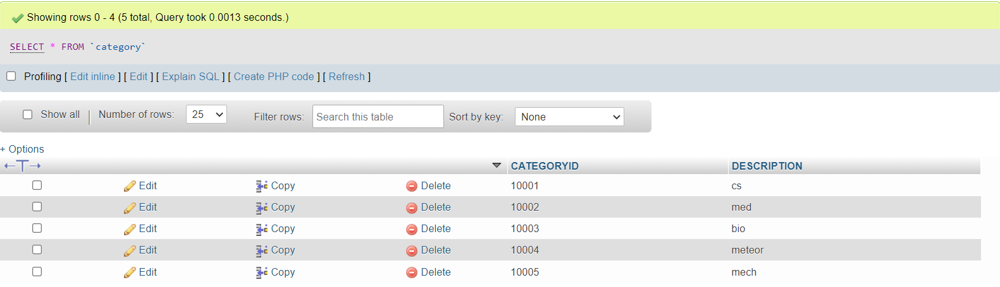 Showing rows 0 - 4 (5 total, Query took 0.0013 seconds.)
SELECT * FROM `category`
Profiling [ Edit inline ] [ Edit ] [ Explain SQL ] [ Create PHP code ] [ Refresh ]
Show all | Number of rows: 25 Filter rows: Search this table Sort by key: None
+ Options
←T→ CATEGORYID DESCRIPTION
Edit Copy Delete 10001 cs
Edit Copy Delete 10002 med
Edit Copy Delete 10003 bio
Edit Copy Delete 10004 meteor
Edit Copy Delete 10005 mech